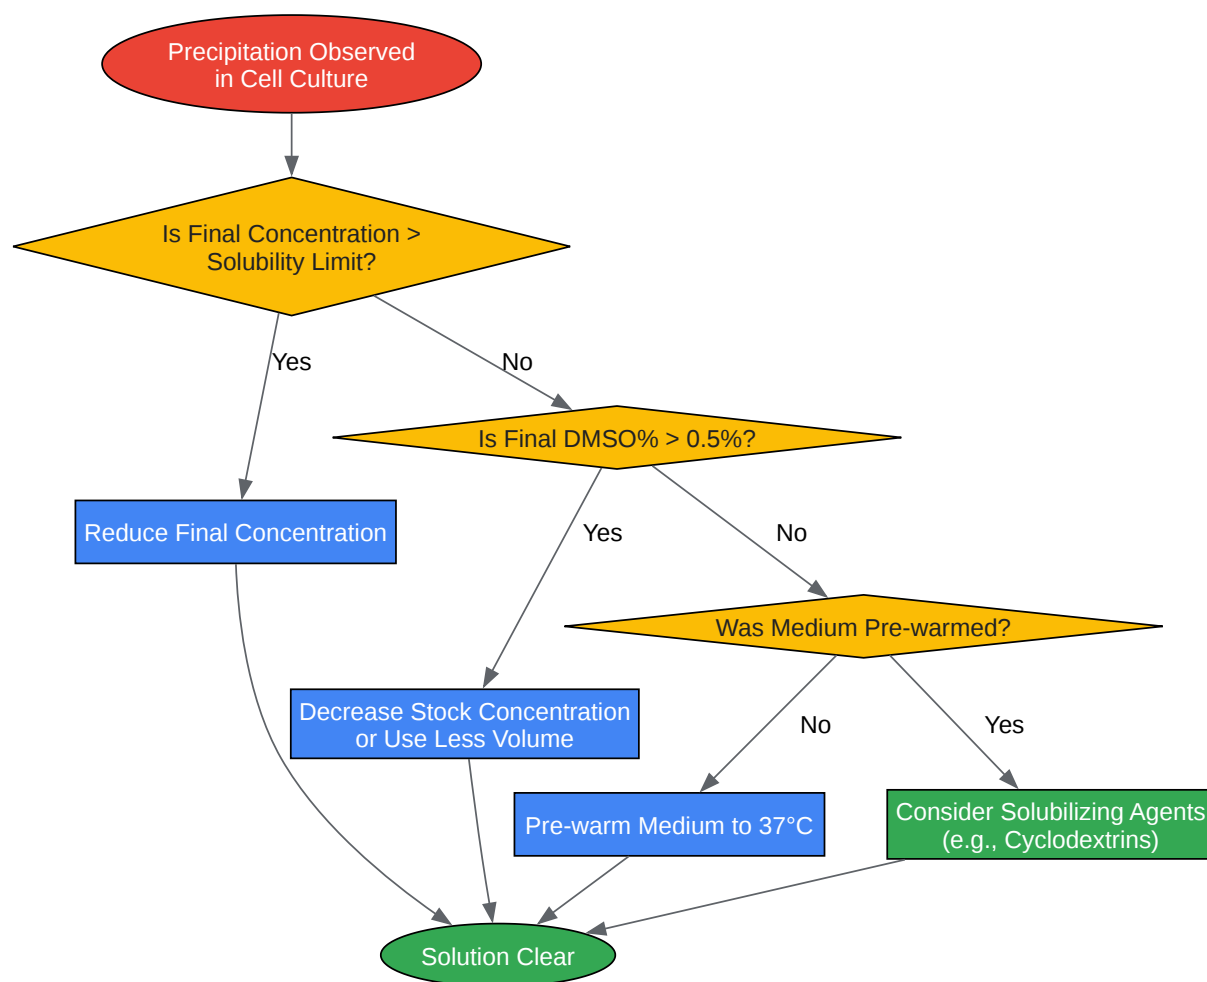 Precipitation Observed
in Cell Culture
Is Final Concentration >
Solubility Limit?
Yes
No
Is Final DMSO% > 0.5%?
Reduce Final Concentration
Yes
No
Was Medium Pre-warmed?
Decrease Stock Concentration
or Use Less Volume
No
Yes
Pre-warm Medium to 37°C
Consider Solubilizing Agents
(e.g., Cyclodextrins)
Solution Clear